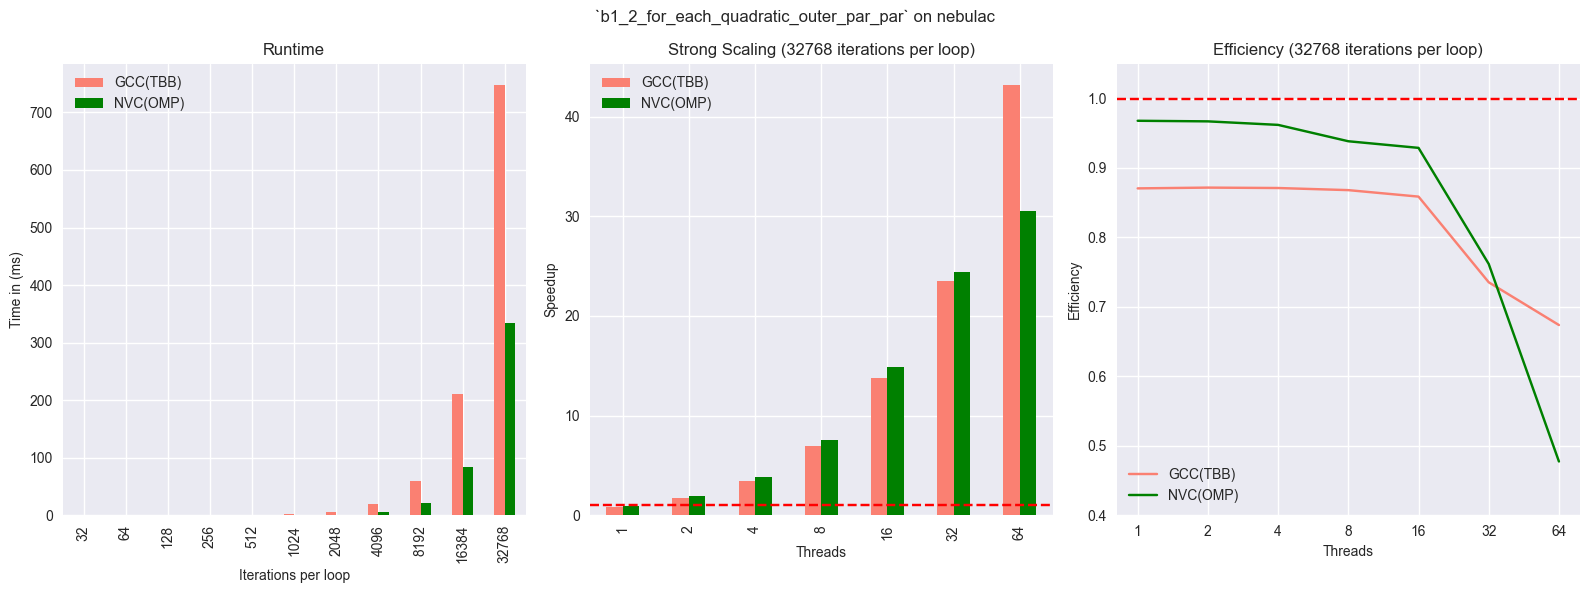 `b1_2_for_each_quadratic_outer_par_par` on nebulac
Runtime
GCC(TBB)
NVC(OMP)
700
600
500
400
300
200
100
0
Time in (ms)
32
64
128
256
512
1024
2048
4096
8192
16384
32768
Iterations per loop
Strong Scaling (32768 iterations per loop)
GCC(TBB)
NVC(OMP)
40
30
20
10
0
Speedup
1
2
4
8
16
32
64
Threads
Efficiency (32768 iterations per loop)
1.0
0.9
0.8
0.7
0.6
0.5
0.4
Efficiency
GCC(TBB)
NVC(OMP)
1
2
4
8
16
32
64
Threads